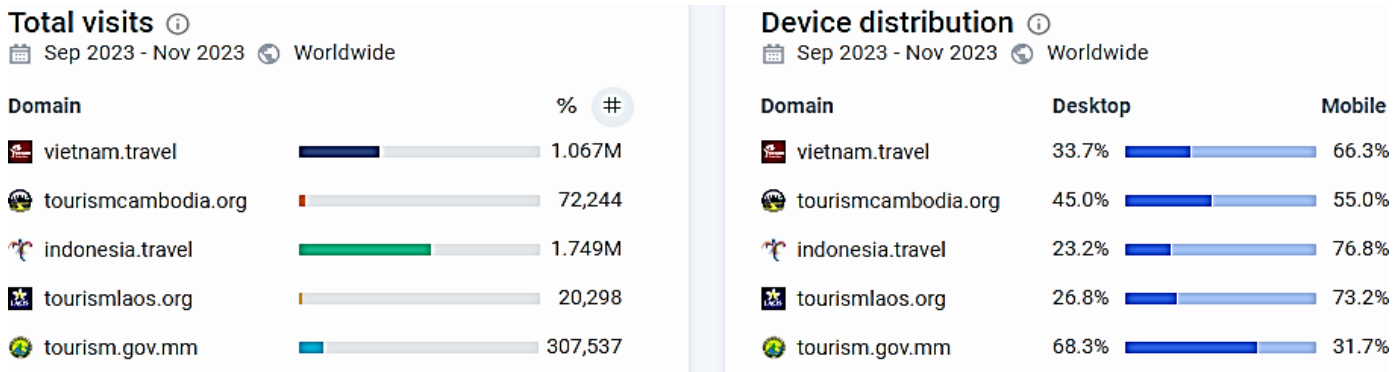 Total visits
Sep 2023 - Nov 2023 Worldwide
Domain % #
vietnam.travel 1.067M
tourismcambodia.org 72,244
indonesia.travel 1.749M
tourismlaos.org 20,298
tourism.gov.mm 307,537
Device distribution
Sep 2023 - Nov 2023 Worldwide
Domain Desktop Mobile
vietnam.travel 33.7% 66.3%
tourismcambodia.org 45.0% 55.0%
indonesia.travel 23.2% 76.8%
tourismlaos.org 26.8% 73.2%
tourism.gov.mm 68.3% 31.7%